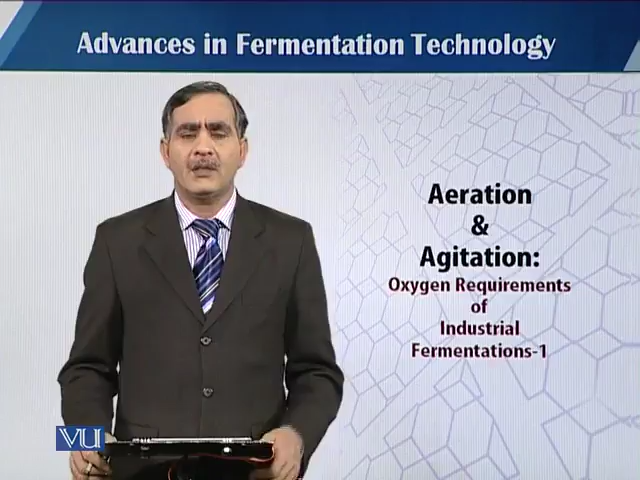 Advances in Fermentation Technology
Aeration
&
Agitation:
Oxygen Requirements
of
Industrial
Fermentations-1
VU